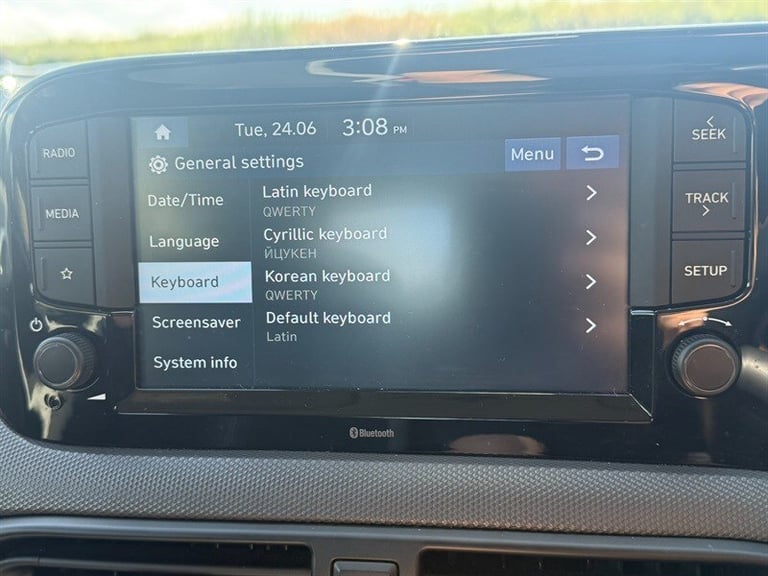 Tue, 24.06 3:08 PM
General settings
Menu
Date/Time
Language
Keyboard
Screensaver
System info
Latin keyboard
QWERTY
Cyrillic keyboard
ЙЦУКЕН
Korean keyboard
QWERTY
Default keyboard
Latin
RADIO
MEDIA
SEEK
TRACK
SETUP
Bluetooth